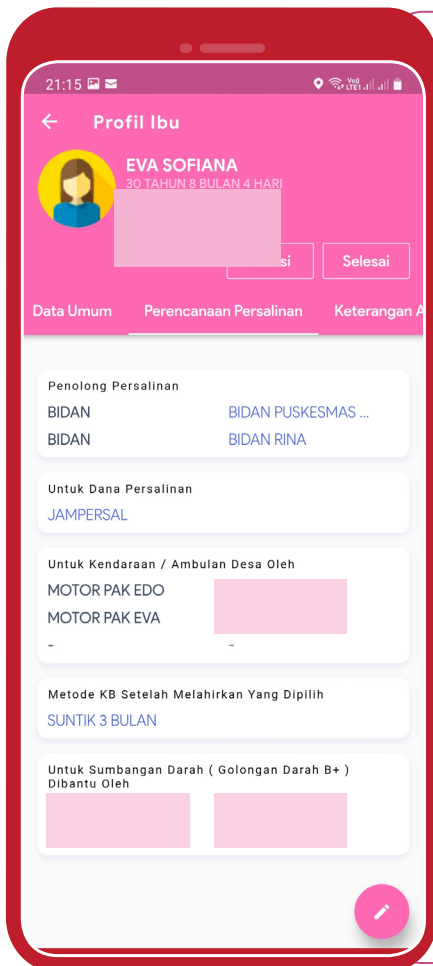 21:15
Profil Ibu
EVA SOFIANA
30 TAHUN 8 BULAN 4 HARI
si
Selesai
Data Umum
Perencanaan Persalinan
Keterangan A
Penolong Persalinan
BIDAN
BIDAN PUSKESMAS ...
BIDAN
BIDAN RINA
Untuk Dana Persalinan
JAMPERSAL
Untuk Kendaraan / Ambulan Desa Oleh
MOTOR PAK EDO
MOTOR PAK EVA
-
-
Metode KB Setelah Melahirkan Yang Dipilih
SUNTIK 3 BULAN
Untuk Sumbangan Darah ( Golongan Darah B+ )
Dibantu Oleh